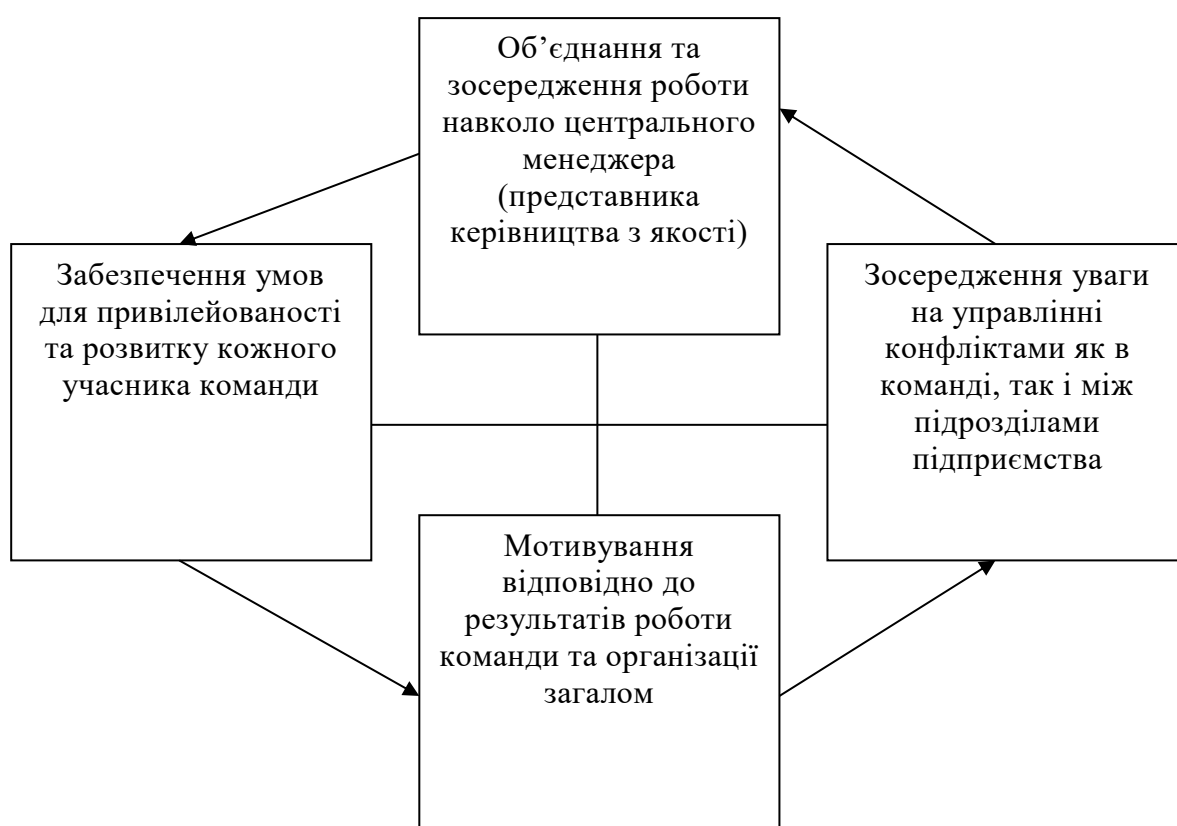 Об’єднання та
зосередження роботи
навколо центрального
менеджера
(представника
керівництва з якості)
Забезпечення умов
для привілейованості
та розвитку кожного
учасника команди
Зосередження уваги
на управлінні
конфліктами як в
команді, так і між
підрозділами
підприємства
Мотивування
відповідно до
результатів роботи
команди та організації
загалом